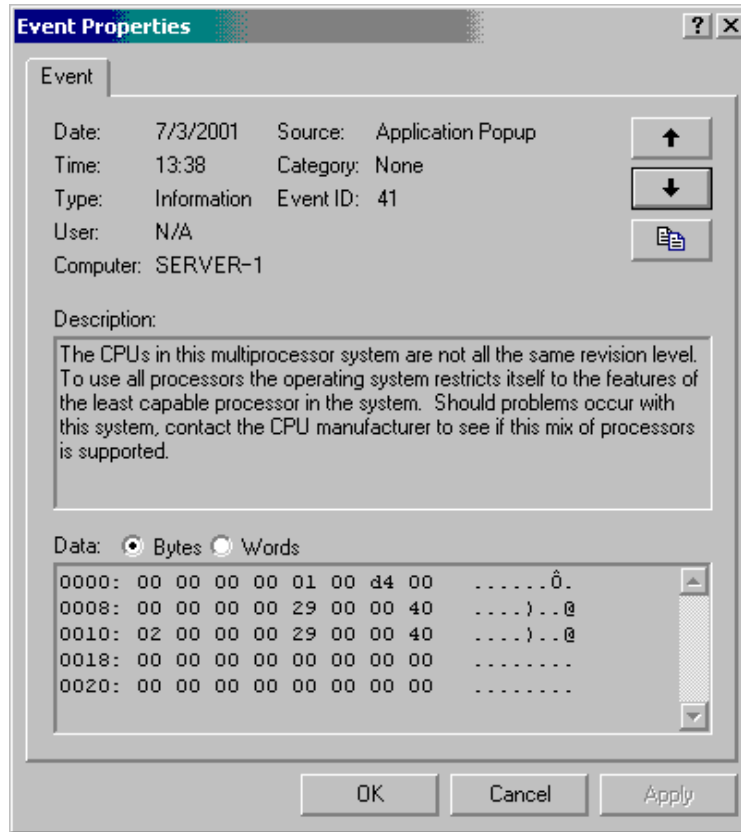 Event Properties
Event
Date: 7/3/2001 Source: Application Popup
Time: 13:38 Category: None
Type: Information Event ID: 41
User: N/A
Computer: SERVER-1
Description:
The CPUs in this multiprocessor system are not all the same revision level.
To use all processors the operating system restricts itself to the features of
the least capable processor in the system.  Should problems occur with
this system, contact the CPU manufacturer to see if this mix of processors
is supported.
Data: Bytes Words
0000: 00 00 00 00 01 00 d4 00 ......Ô.
0008: 00 00 00 00 29 00 00 40 ....)..@
0010: 02 00 00 00 29 00 00 40 ....)..@
0018: 00 00 00 00 00 00 00 00 ........
0020: 00 00 00 00 00 00 00 00 ........
OK Cancel Apply